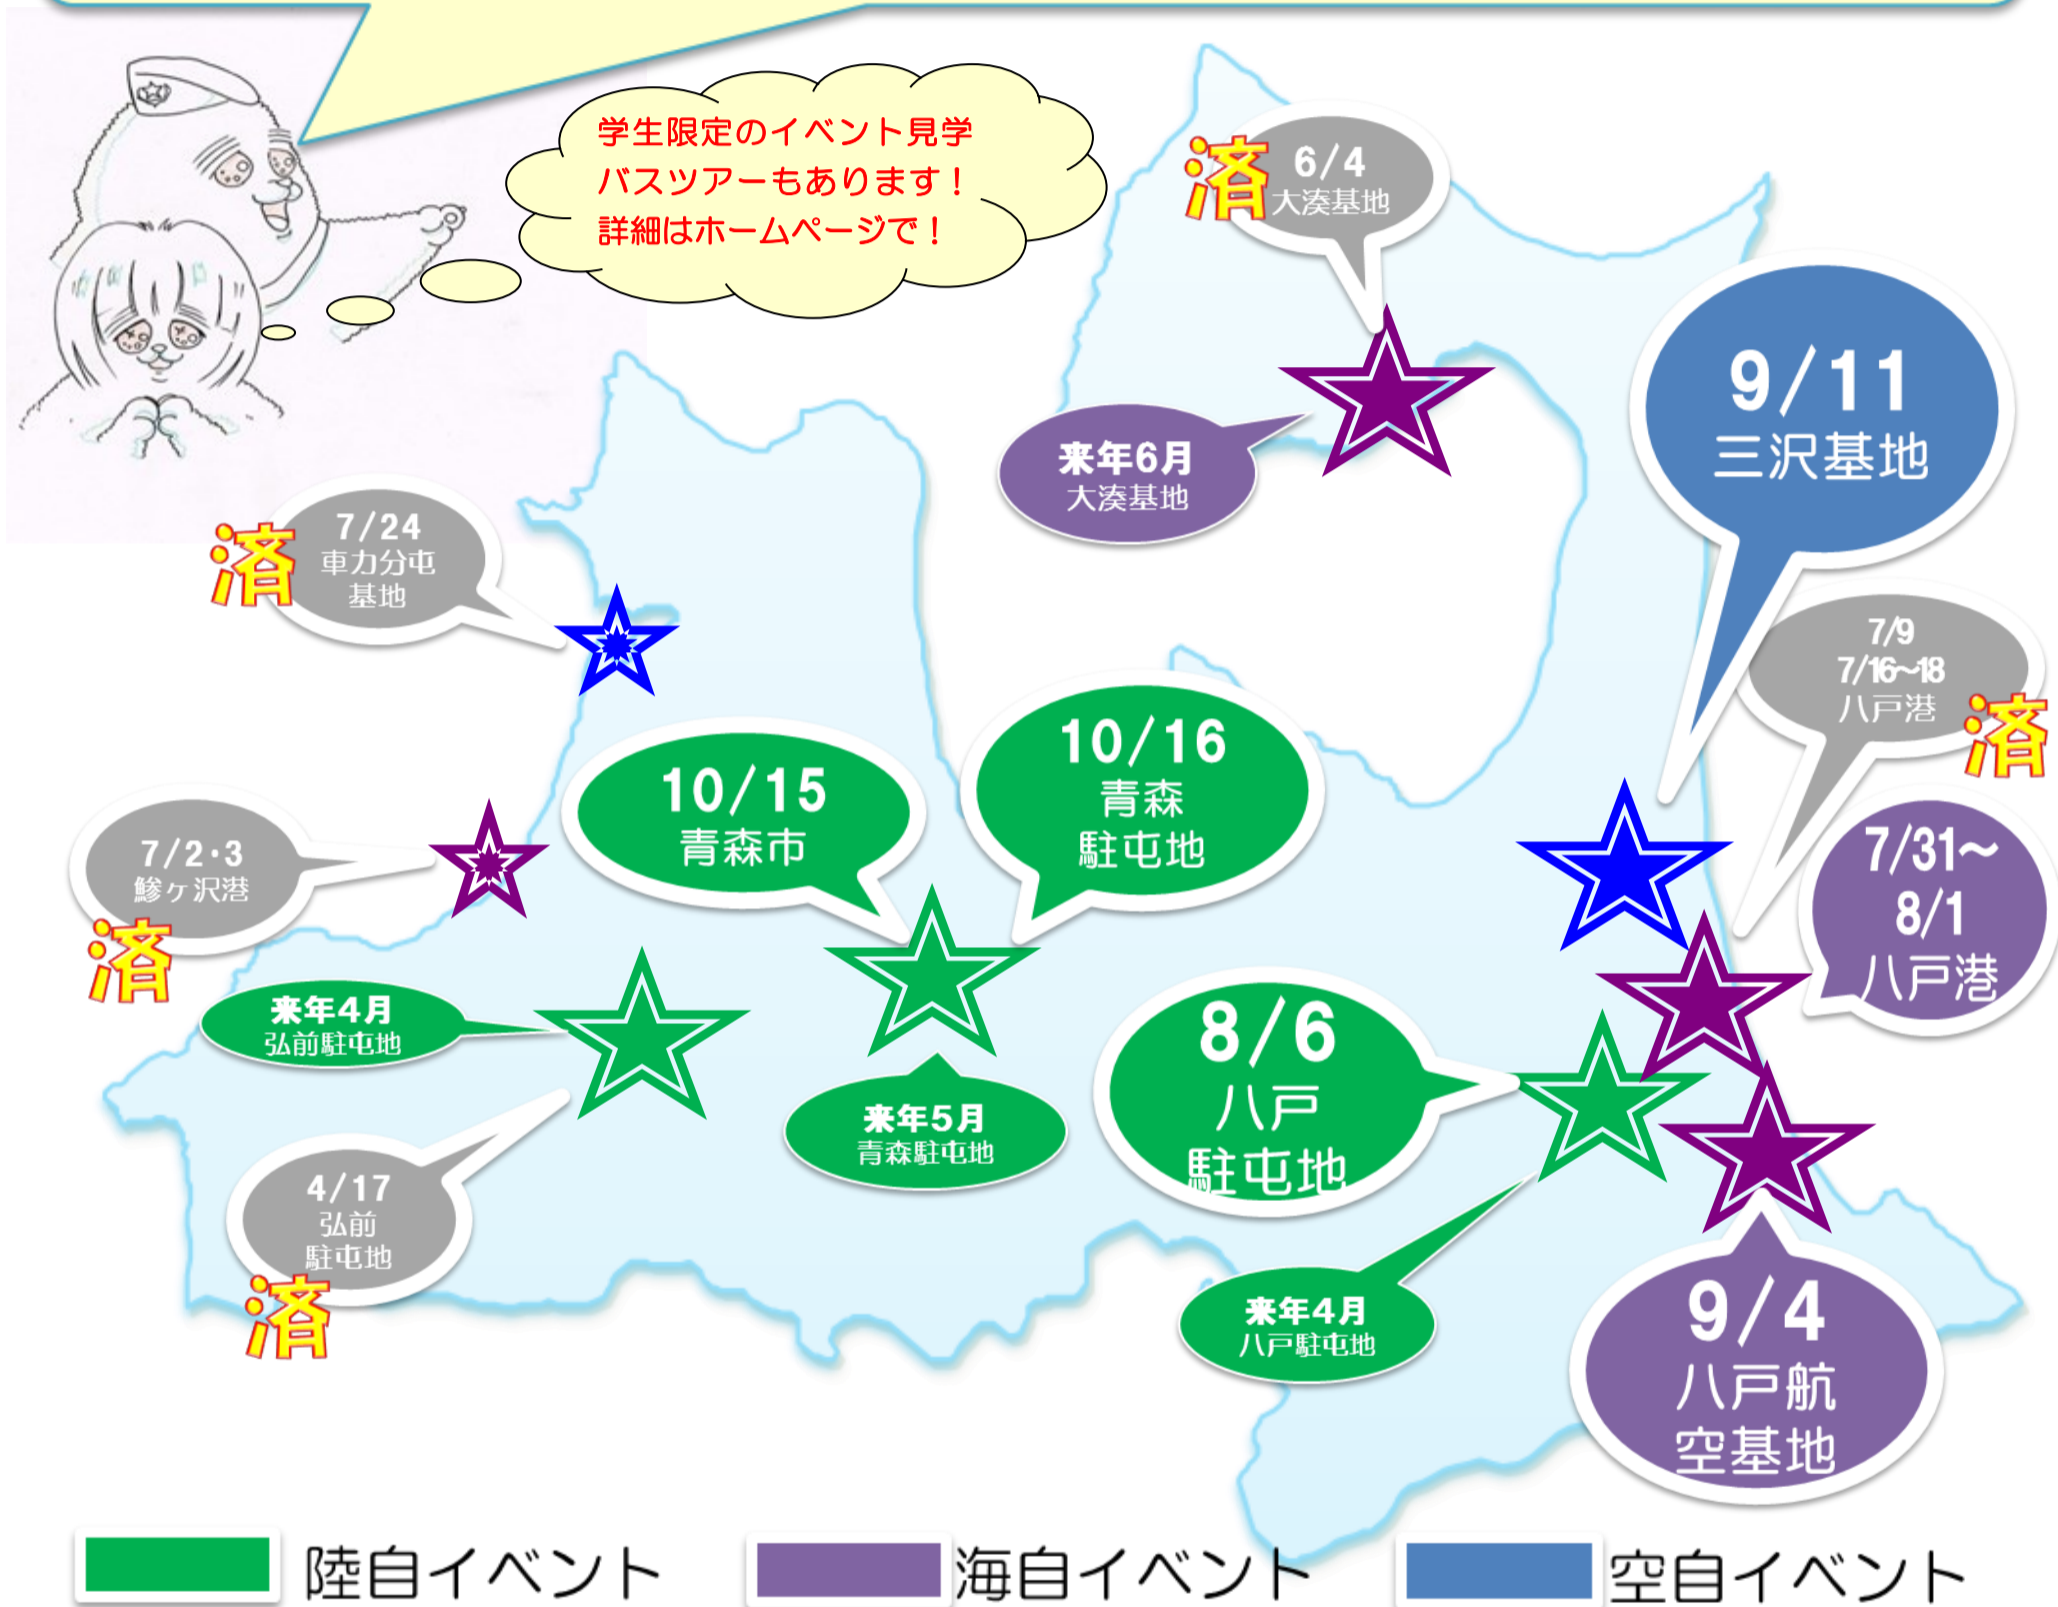 学生限定のイベント見学
バスツアーもあります！
詳細はホームページで！
済
6/4
大湊基地
来年6月
大湊基地
9/11
三沢基地
済
7/24
車力分屯
基地
7/9
7/16～18
八戸港
済
10/15
青森市
10/16
青森
駐屯地
7/31～
8/1
八戸港
7/2・3
鰺ヶ沢港
済
来年4月
弘前駐屯地
8/6
八戸
駐屯地
来年5月
青森駐屯地
4/17
弘前
駐屯地
済
来年4月
八戸駐屯地
9/4
八戸航
空基地
陸自イベント
海自イベント
空自イベント